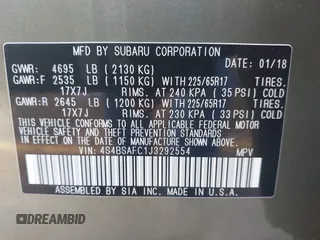 MFD BY SUBARU CORPORATION 01/18
GVWR: 4695 LB (2130 KG)
GAWR:F 2535 LB (1150 KG) WITH 225/65R17 TIRES.
17X7J RIMS, AT 240 KPA (35 PSI) COLD
GAWR:R 2645 LB (1200 KG) WITH 225/65R17 TIRES.
17X7J RIMS, AT 230 KPA (33 PSI) COLD
THIS VEHICLE CONFORMS TO ALL APPLICABLE
FEDERAL MOTOR VEHICLE SAFETY AND
THEFT PREVENTION STANDARDS IN EFFECT
ON THE DATE OF MANUFACTURE SHOWN ABOVE.
VIN: 4S4BSAFC1J3292554 MPV
ASSEMBLED BY SIA INC. MADE IN U.S.A.